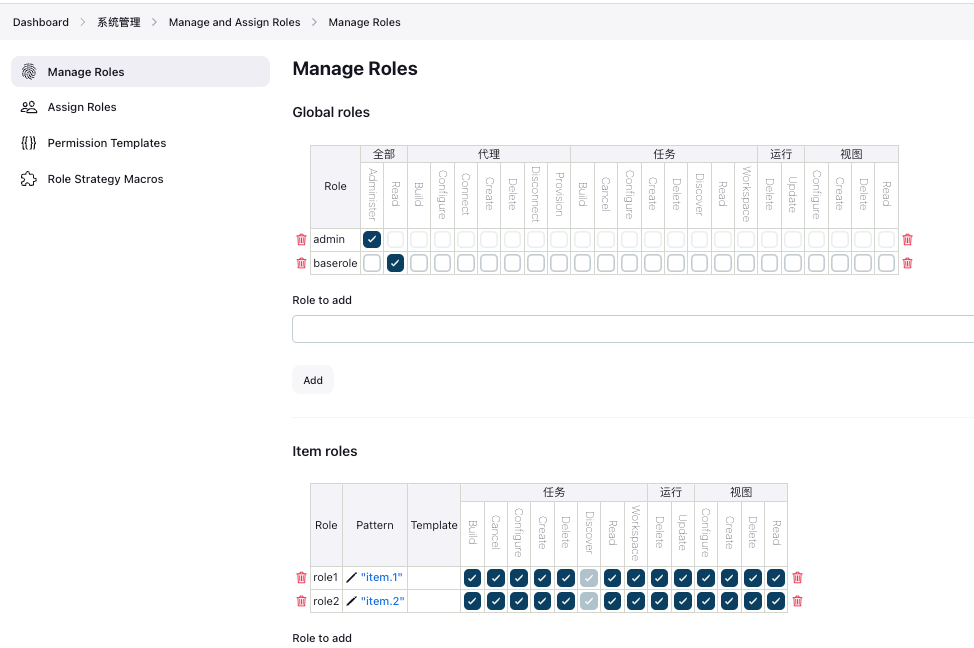 Dashboard > 系统管理 > Manage and Assign Roles > Manage Roles
Manage Roles
Assign Roles
Permission Templates
Role Strategy Macros
Manage Roles
Global roles
全部 代理 任务 运行 视图
Role Administer Read Build Configure Connect Create Delete Disconnect Provision Build Cancel Configure Create Delete Discover Read Workspace Delete Update Configure Create Delete Read
admin
baserole
Role to add
Add
Item roles
任务 运行 视图
Role Pattern Template Build Cancel Configure Create Delete Discover Read Workspace Delete Update Configure Create Delete Read
role1 "item.1"
role2 "item.2"
Role to add